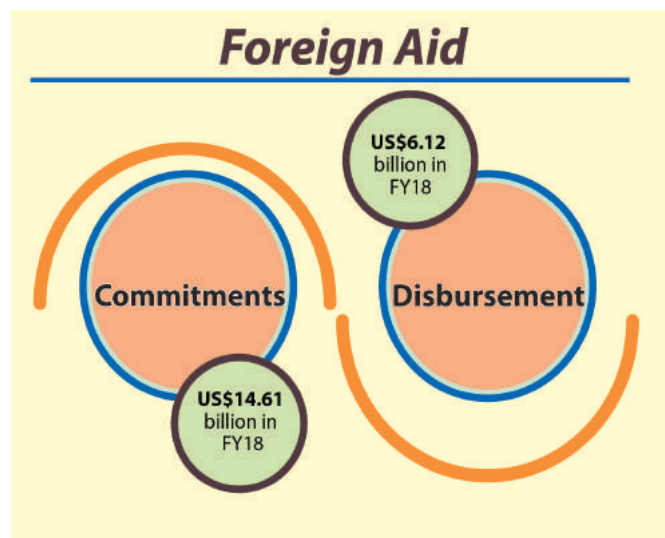 Foreign Aid
US$6.12
billion in
FY18
Commitments
Disbursement
US$14.61
billion in
FY18